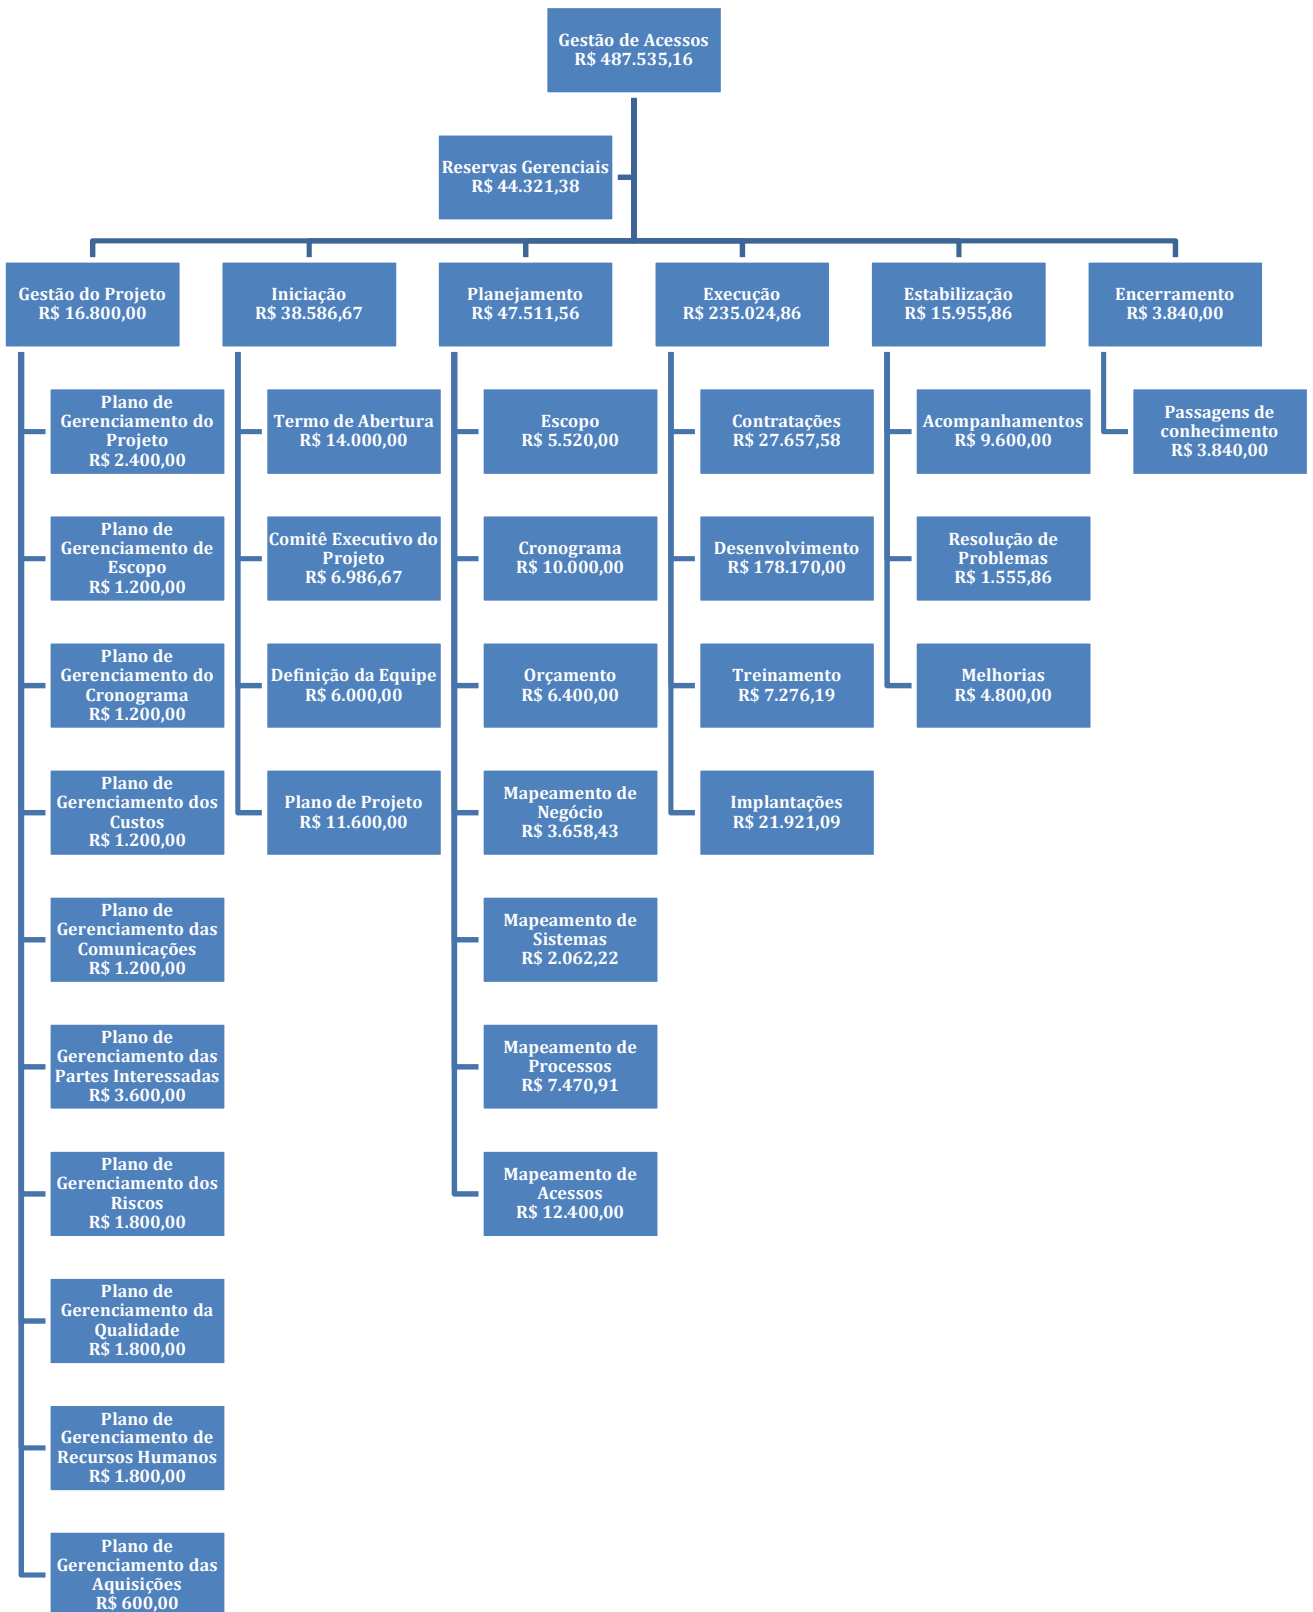 Gestão de Acessos
R$ 487.535,16
Reservas Gerenciais
R$ 44.321,38
Gestão do Projeto
R$ 16.800,00
Plano de
Gerenciamento do
Projeto
R$ 2.400,00
Plano de
Gerenciamento de
Escopo
R$ 1.200,00
Plano de
Gerenciamento do
Cronograma
R$ 1.200,00
Plano de
Gerenciamento dos
Custos
R$ 1.200,00
Plano de
Gerenciamento das
Comunicações
R$ 1.200,00
Plano de
Gerenciamento das
Partes Interessadas
R$ 3.600,00
Plano de
Gerenciamento dos
Riscos
R$ 1.800,00
Plano de
Gerenciamento da
Qualidade
R$ 1.800,00
Plano de
Gerenciamento de
Recursos Humanos
R$ 1.800,00
Plano de
Gerenciamento das
Aquisições
R$ 600,00
Iniciação
R$ 38.586,67
Termo de Abertura
R$ 14.000,00
Comitê Executivo do
Projeto
R$ 6.986,67
Definição da Equipe
R$ 6.000,00
Plano de Projeto
R$ 11.600,00
Planejamento
R$ 47.511,56
Escopo
R$ 5.520,00
Cronograma
R$ 10.000,00
Orçamento
R$ 6.400,00
Mapeamento de
Negócio
R$ 3.658,43
Mapeamento de
Sistemas
R$ 2.062,22
Mapeamento de
Processos
R$ 7.470,91
Mapeamento de
Acessos
R$ 12.400,00
Execução
R$ 235.024,86
Contratações
R$ 27.657,58
Desenvolvimento
R$ 178.170,00
Treinamento
R$ 7.276,19
Implantações
R$ 21.921,09
Estabilização
R$ 15.955,86
Acompanhamentos
R$ 9.600,00
Resolução de
Problemas
R$ 1.555,86
Melhorias
R$ 4.800,00
Encerramento
R$ 3.840,00
Passagens de
conhecimento
R$ 3.840,00